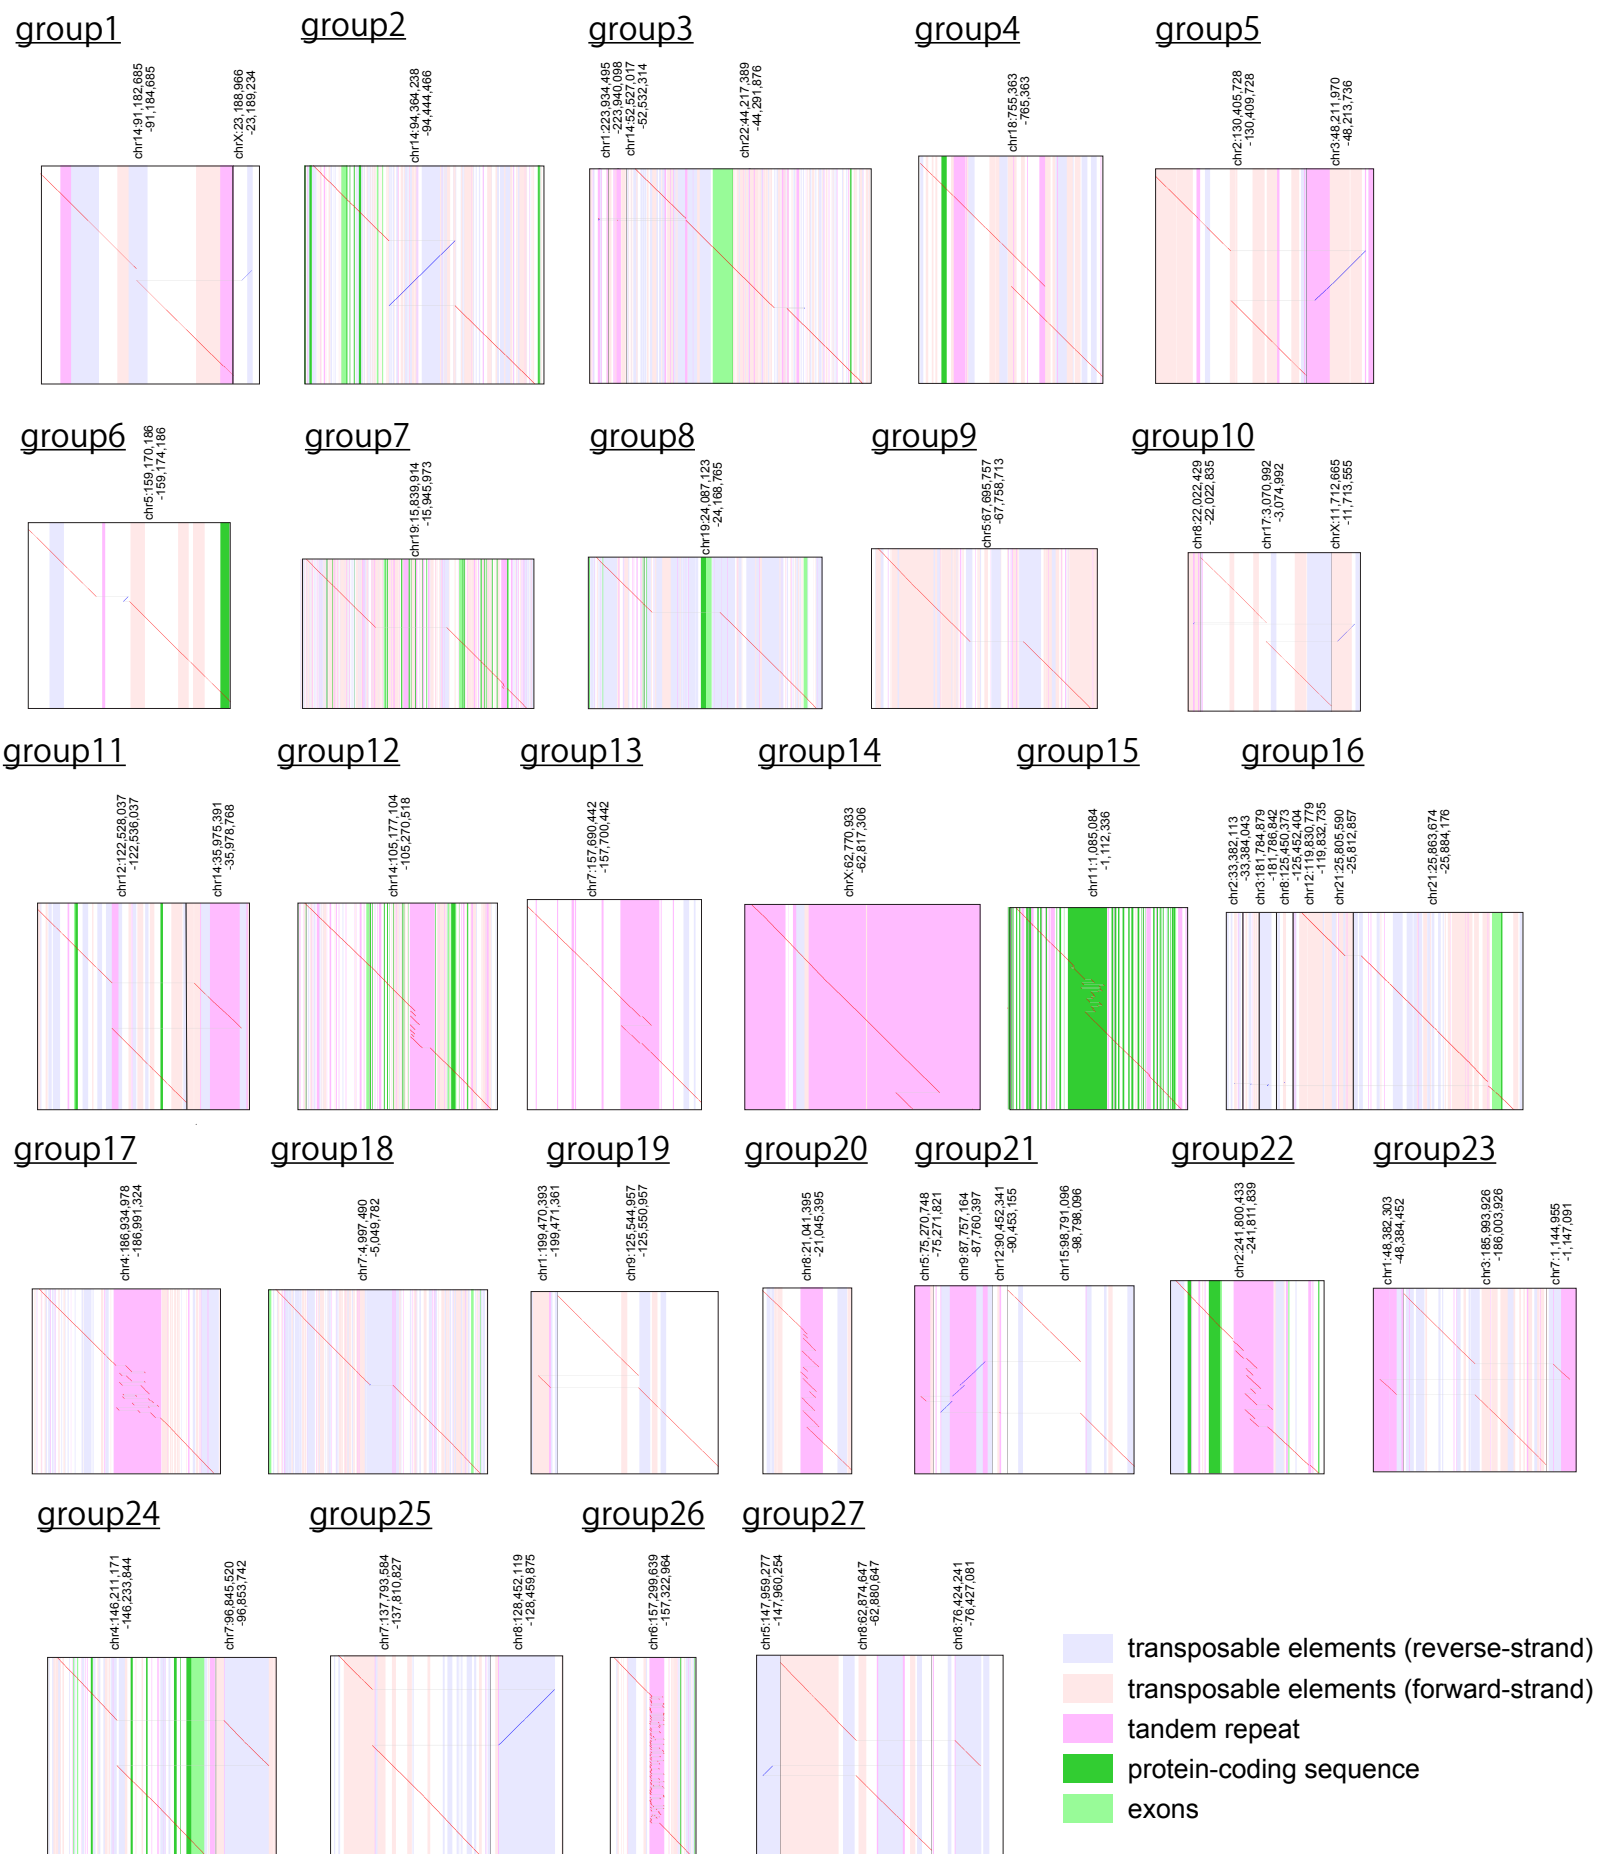 group1
chr14:91,182,685
-91,184,685
chrX:23,188,966
-23,189,234
group2
chr14:94,364,238
-94,444,466
group3
chr1:223,934,495
-223,940,098
chr14:52,527,017
-52,532,314
chr22:44,217,389
-44,291,876
group4
chr18:755,363
-765,363
group5
chr2:130,405,728
-130,409,728
chr3:48,211,970
-48,213,736
group6
chr5:159,170,186
-159,174,186
group7
chr19:15,839,914
-15,945,973
group8
chr19:24,087,123
-24,168,765
group9
chr5:67,695,757
-67,758,713
group10
chr8:22,022,429
-22,022,835
chr17:3,070,992
-3,074,992
chrX:11,712,665
-11,713,555
group11
chr12:122,528,037
-122,536,037
chr14:35,975,391
-35,978,768
group12
chr14:105,177,104
-105,270,518
group13
chr7:157,690,442
-157,700,442
group14
chrX:62,770,933
-62,817,306
group15
chr11:1,085,084
-1,112,336
group16
chr2:33,382,113
-33,384,043
chr3:181,784,879
-181,786,842
chr8:125,450,373
-125,452,404
chr12:119,830,779
-119,832,735
chr21:25,805,590
-25,812,857
chr21:25,863,674
-25,884,176
group17
chr4:186,934,978
-186,991,324
group18
chr7:4,997,490
-5,049,782
group19
chr1:199,470,393
-199,471,361
chr9:125,544,957
-125,550,957
group20
chr8:21,041,395
-21,045,395
group21
chr5:75,270,748
-75,271,821
chr9:87,757,164
-87,760,397
chr12:90,452,341
-90,453,155
chr15:98,791,096
-98,798,096
group22
chr2:241,800,433
-241,811,839
group23
chr1:48,382,303
-48,384,452
chr3:185,993,926
-186,003,926
chr7:1,144,955
-1,147,091
group24
chr4:146,211,171
-146,233,844
chr7:96,845,520
-96,853,742
group25
chr7:137,793,584
-137,810,827
chr8:128,452,119
-128,459,875
group26
chr6:157,299,639
-157,322,964
group27
chr5:147,959,277
-147,960,254
chr8:62,874,647
-62,880,647
chr8:76,424,241
-76,427,081
transposable elements (reverse-strand)
transposable elements (forward-strand)
tandem repeat
protein-coding sequence
exons